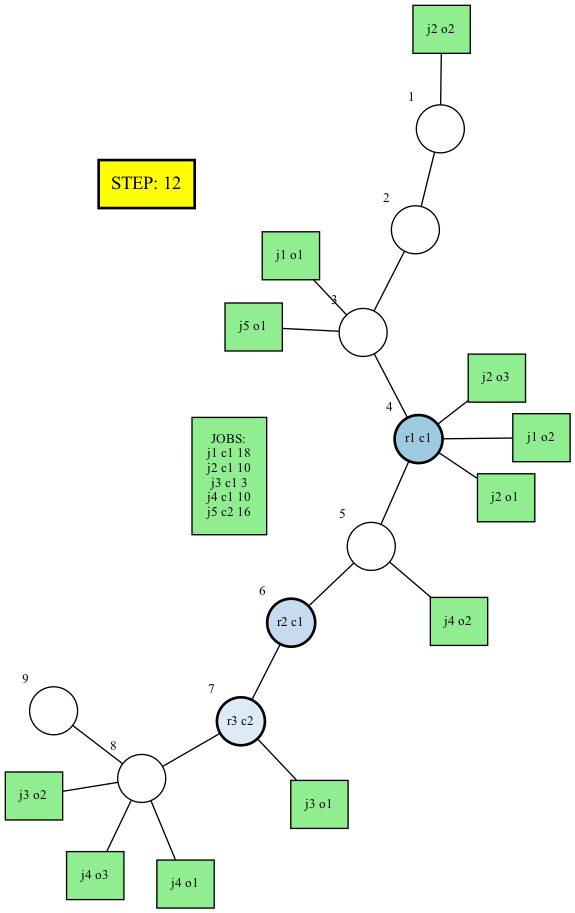 j2 o2
1
STEP: 12
2
j1 o1
3
j5 o1
j2 o3
4
r1 c1
j1 o2
JOBS:
j1 c1 18
j2 c1 10
j3 c1 3
j4 c1 10
j5 c2 16
j2 o1
5
6
r2 c1
j4 o2
9
7
r3 c2
8
j3 o2
j3 o1
j4 o3
j4 o1